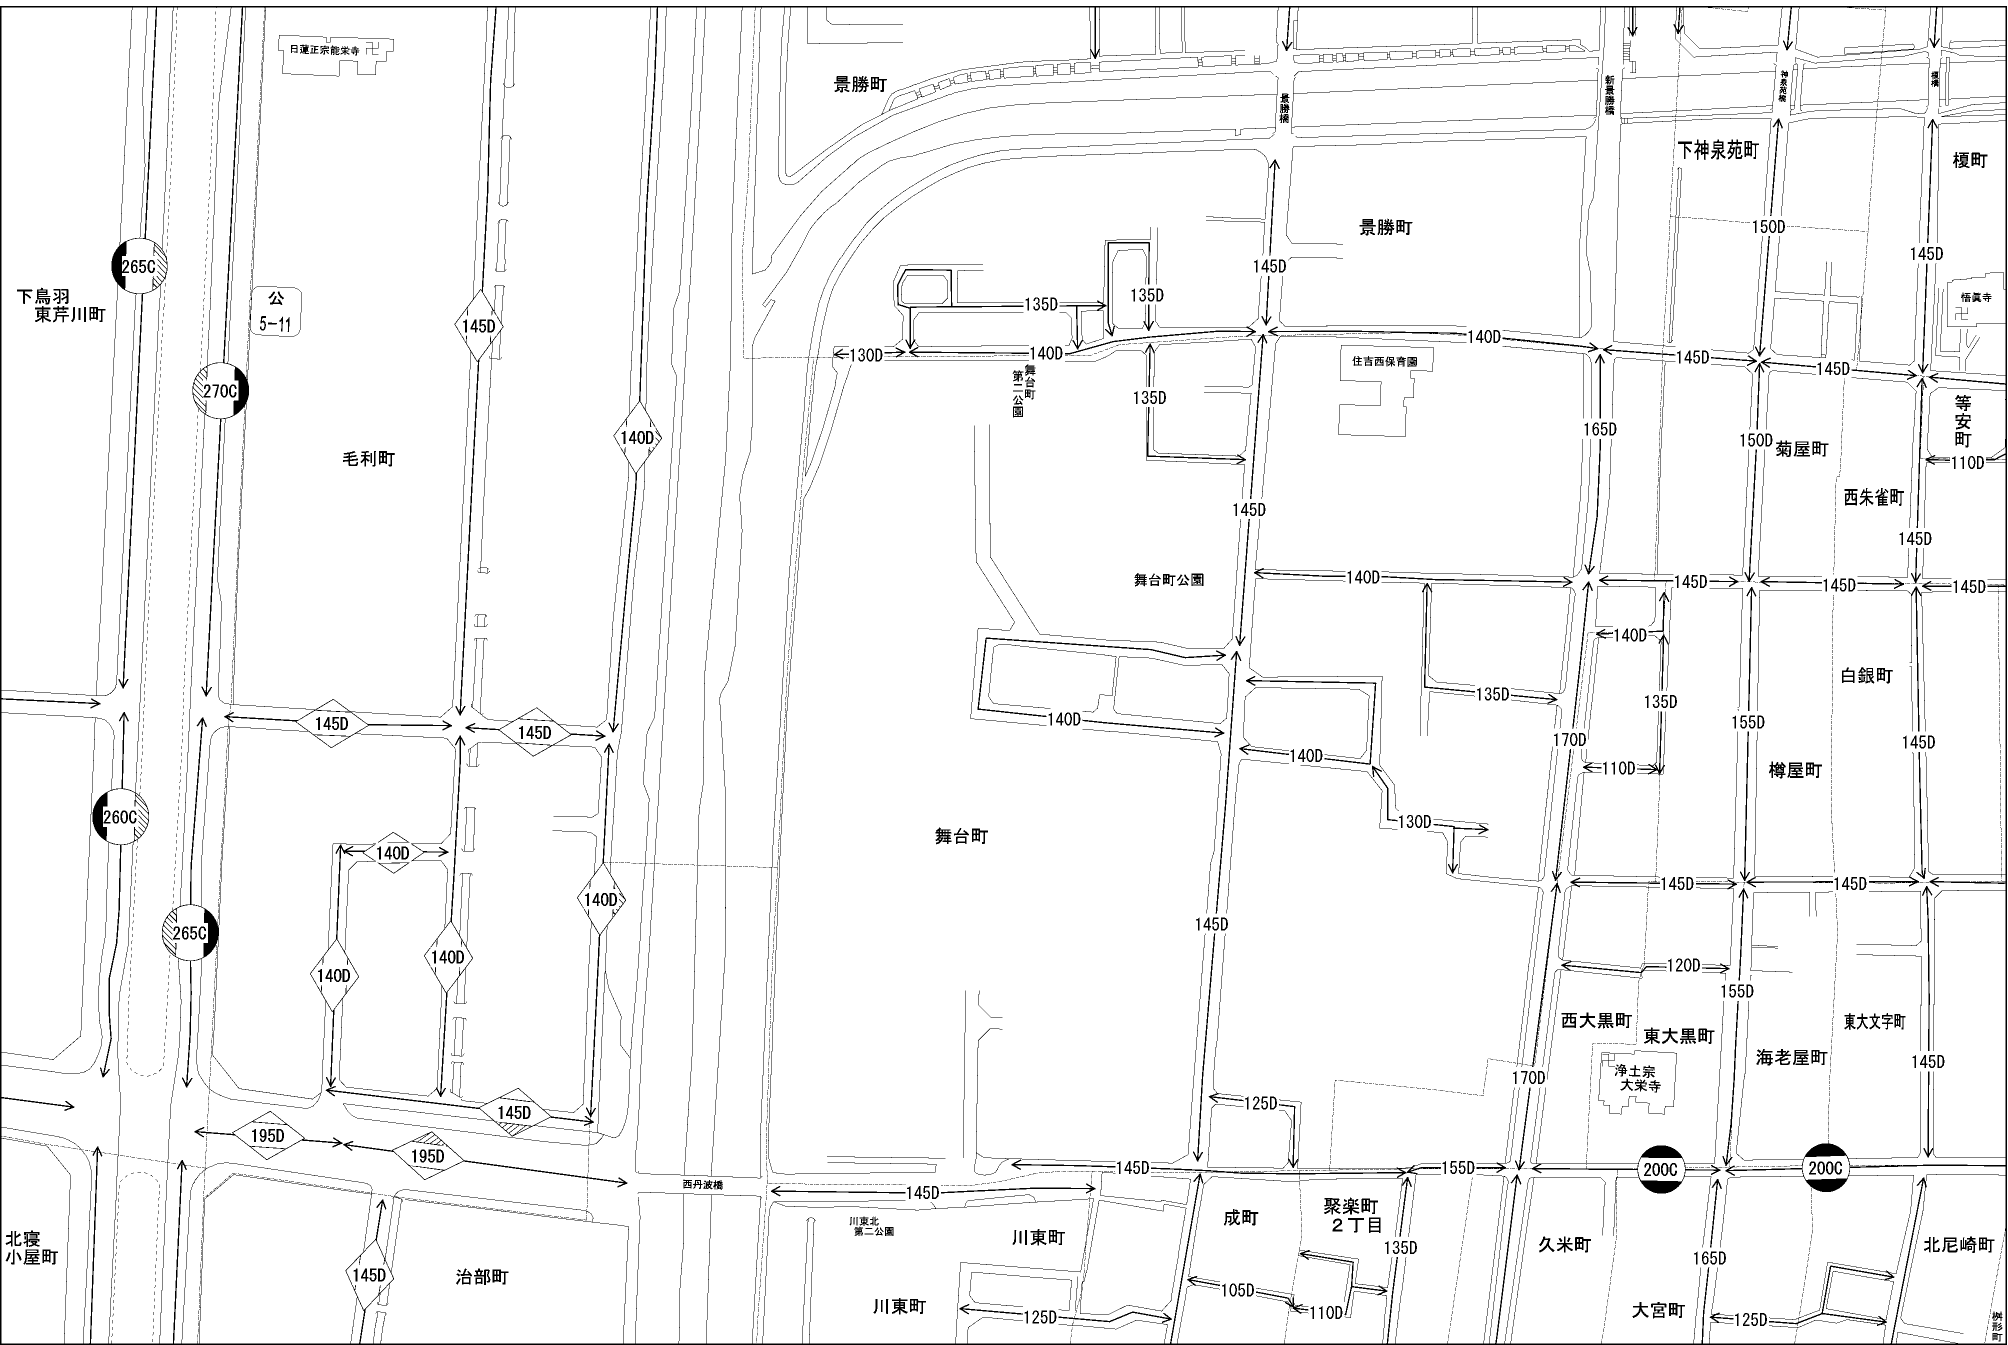 日蓮正宗能栄寺
景勝町
景勝橋
新景勝橋
神泉苑橋
榎橋
下神泉苑町
榎町
景勝町
150D
145D
145D
265C
下鳥羽
東芹川町
公
5-11
悟眞寺
135D
135D
145D
140D
140D
130D
145D
145D
住吉西保育園
舞台町
第二公園
270C
135D
等安町
140D
165D
150D
菊屋町
毛利町
110D
西朱雀町
145D
145D
舞台町公園
140D
145D
145D
145D
140D
白銀町
135D
135D
140D
145D
155D
145D
145D
170D
140D
110D
樽屋町
260C
130D
舞台町
140D
145D
145D
140D
145D
265C
140D
140D
120D
155D
西大黒町
東大黒町
東大文字町
海老屋町
145D
浄土宗
大栄寺
170D
145D
125D
195D
195D
145D
155D
200C
200C
西丹波橋
145D
聚楽町
2丁目
成町
川東北
第二公園
川東町
久米町
北尼崎町
北寝
小屋町
135D
165D
145D
治部町
105D
川東町
110D
大宮町
125D
125D
桝形町